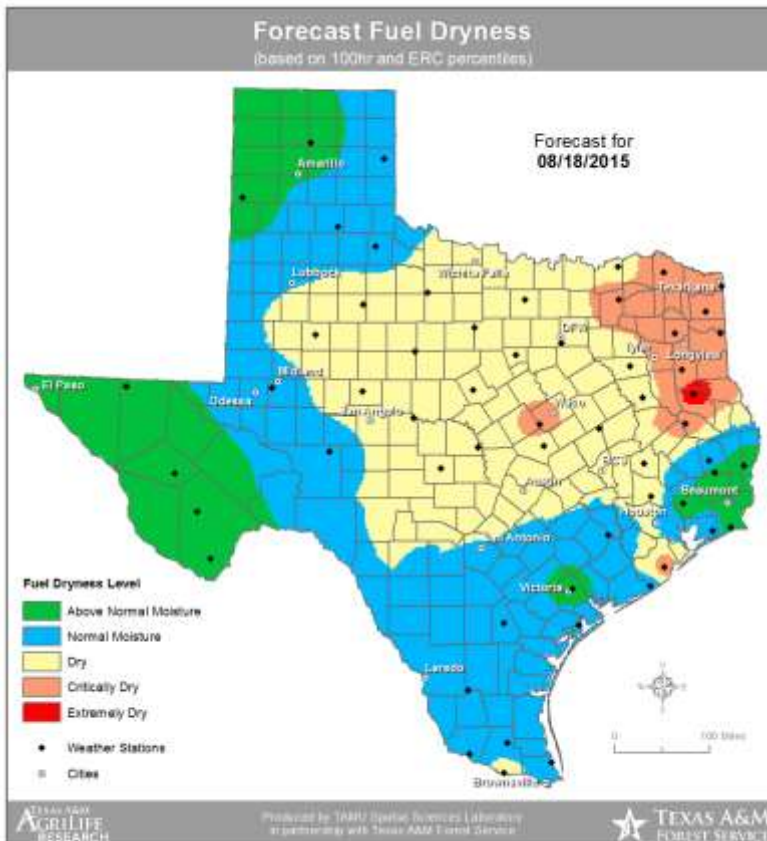 Forecast Fuel Dryness
(based on 100hr and ERC percentiles)
Forecast for
08/18/2015
Amarillo
Lubbock
Wichita Falls
Texarkana
DFW
Tyler
Longview
El Paso
Midland
Odessa
San Angelo
Waco
BCS
Austin
Beaumont
Houston
San Antonio
Victoria
Laredo
Brownsville
Fuel Dryness Level
Above Normal Moisture
Normal Moisture
Dry
Critically Dry
Extremely Dry
Weather Stations
Cities
0
100 Miles
TEXAS A&M
AGRILIFE
RESEARCH
Produced by TAMU Spatial Sciences Laboratory
in partnership with Texas A&M Forest Service
TEXAS A&M
FOREST SERVICE